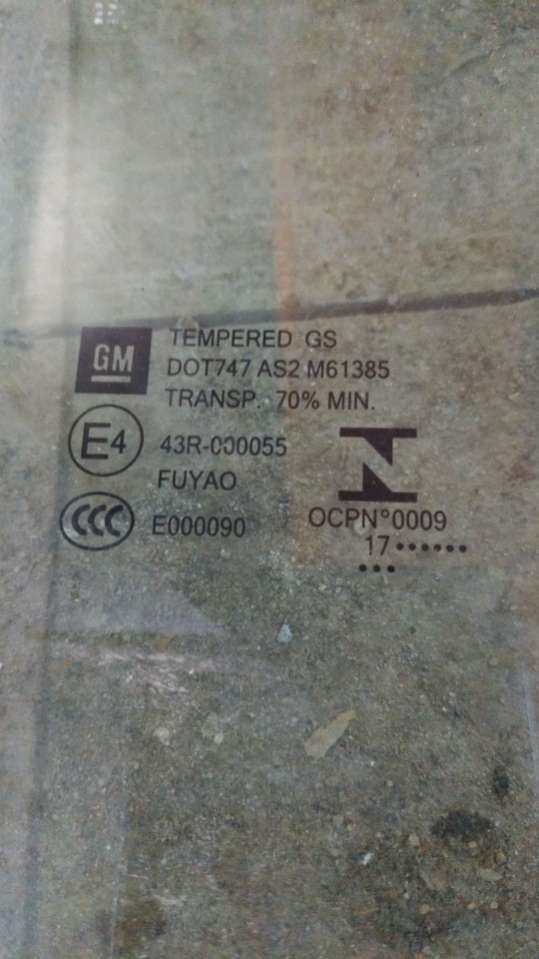 GM
TEMPERED GS
DOT747 AS2 M61385
TRANSP. 70% MIN.
E4
43R-000055
FUYAO
CCC
E000090
OCPN°0009
17••••••
•••